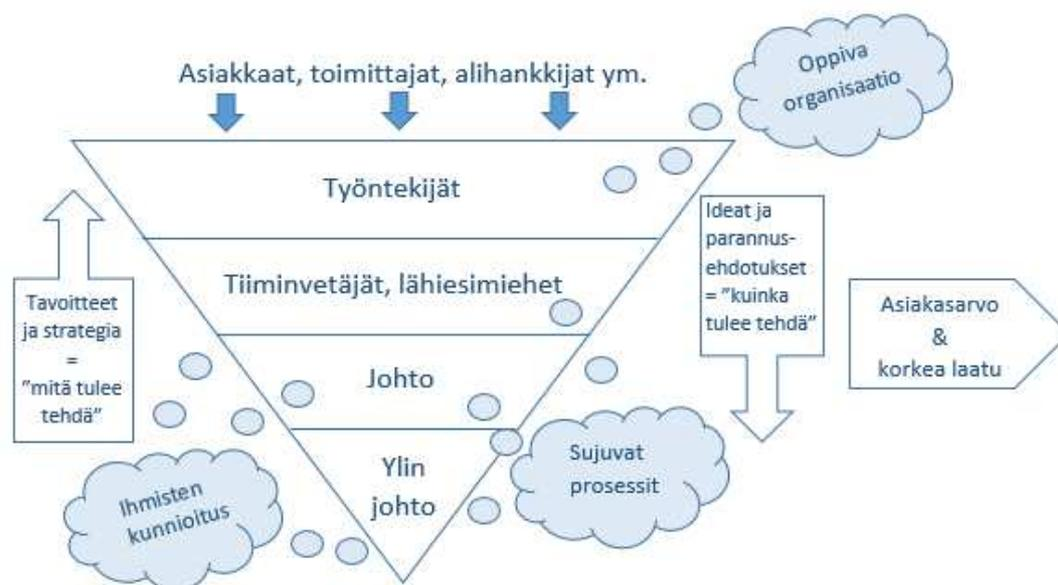 Asiakkaat, toimittajat, alihankkijat ym.
Oppiva
organisaatio
Työntekijät
Tiiminvetäjät, lähiesimiehet
Johto
Ylin
johto
Tavoitteet
ja strategia
=
”mitä tulee
tehdä”
Ideat ja
parannus-
ehdotukset
= ”kuinka
tulee tehdä”
Asiakasarvo
&
korkea laatu
Ihmisten
kunnioitus
Sujuvat
prosessit